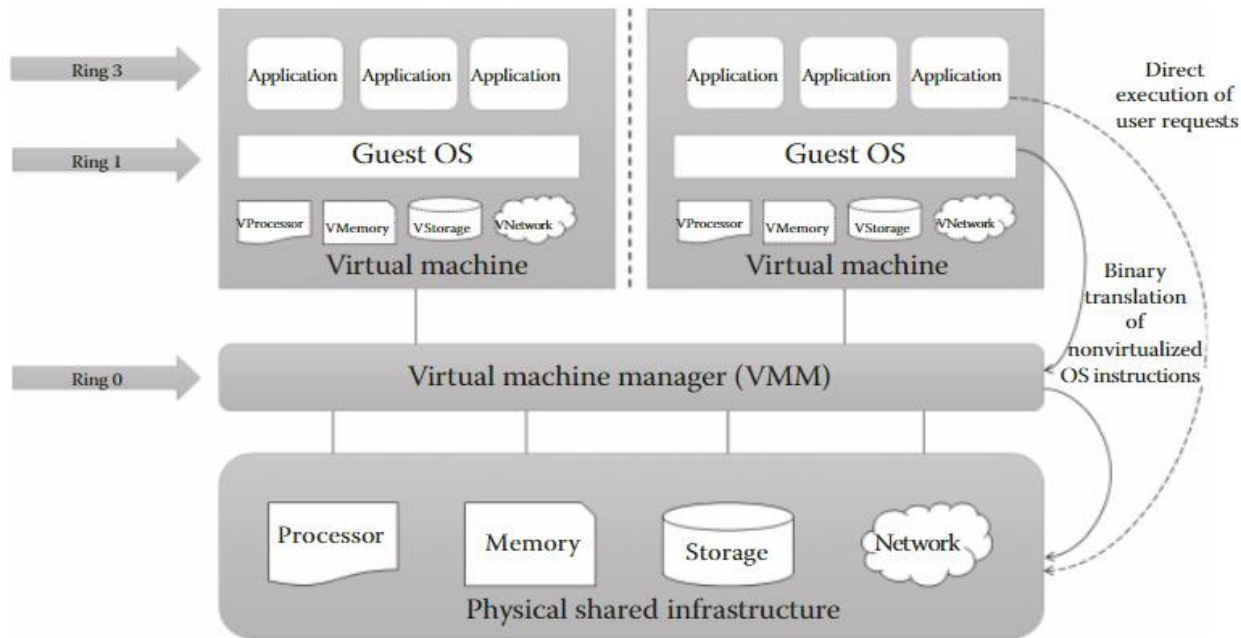 Ring 3
Application
Application
Application
Application
Application
Application
Direct
execution of
user requests
Ring 1
Guest OS
Guest OS
VProcessor
VMemory
VStorage
VNetwork
VProcessor
VMemory
VStorage
VNetwork
Virtual machine
Virtual machine
Binary
translation
of
nonvirtualized
OS instructions
Ring 0
Virtual machine manager (VMM)
Processor
Memory
Storage
Network
Physical shared infrastructure